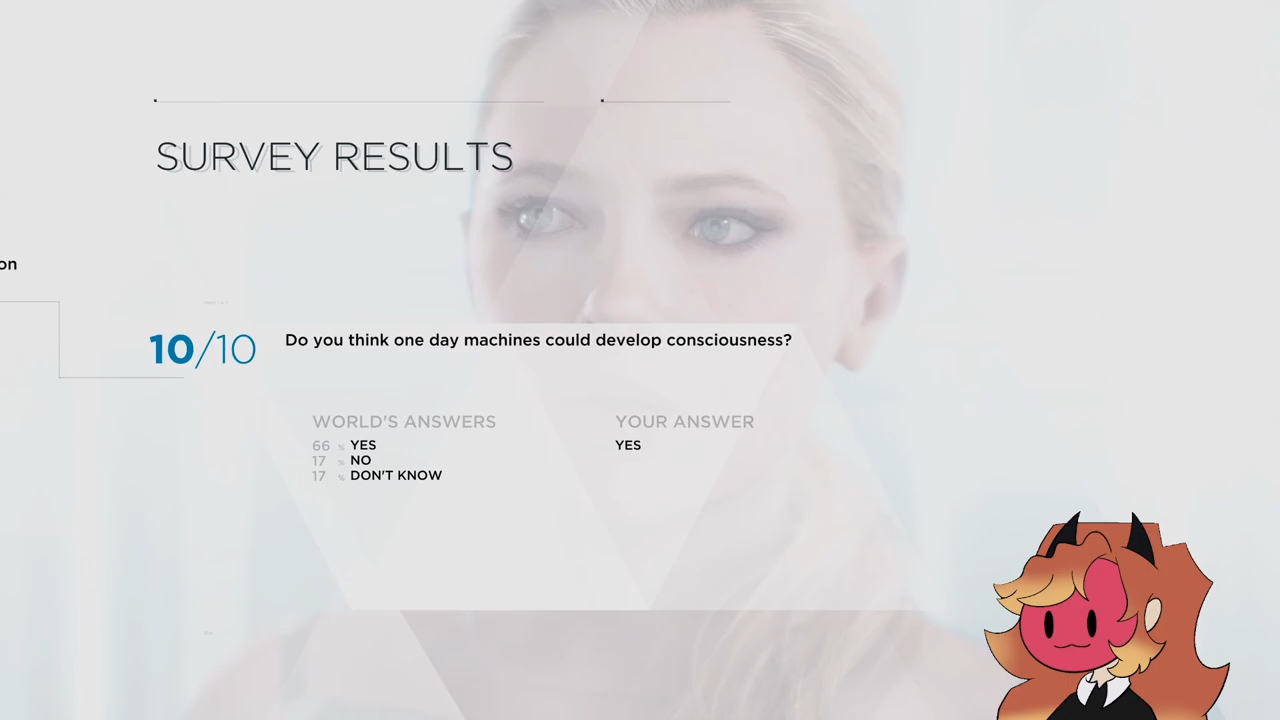 SURVEY RESULTS
on
10/10
Do you think one day machines could develop consciousness?
WORLD'S ANSWERS
YOUR ANSWER
66 % YES
YES
17 % NO
17 % DON'T KNOW